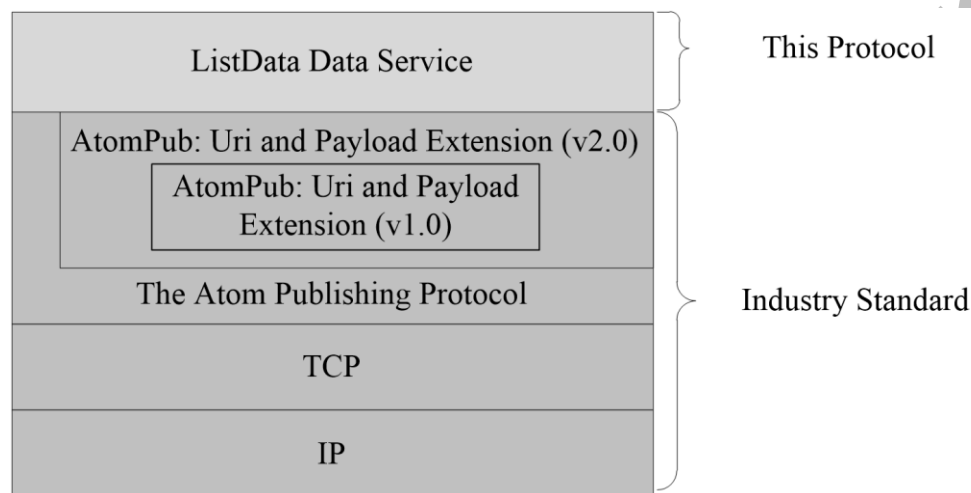 ListData Data Service
This Protocol
AtomPub: Uri and Payload Extension (v2.0)
AtomPub: Uri and Payload
Extension (v1.0)
The Atom Publishing Protocol
Industry Standard
TCP
IP